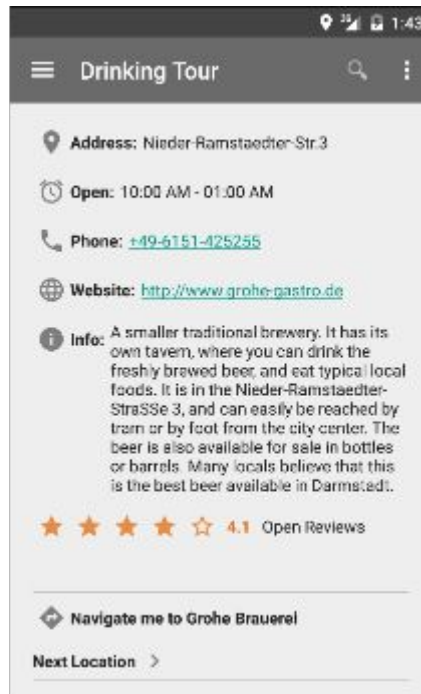 3G 1:43
Drinking Tour
Address: Nieder-Ramstaedter-Str.3
Open: 10:00 AM - 01:00 AM
Phone: +49-6151-425255
Website: http://www.grohe-gastro.de
Info: A smaller traditional brewery. It has its
own tavern, where you can drink the
freshly brewed beer, and eat typical local
foods. It is in the Nieder-Ramstaedter-
StraSSe 3, and can easily be reached by
tram or by foot from the city center. The
beer is also available for sale in bottles
or barrels. Many locals believe that this
is the best beer available in Darmstadt.
4.1 Open Reviews
Navigate me to Grohe Brauerei
Next Location